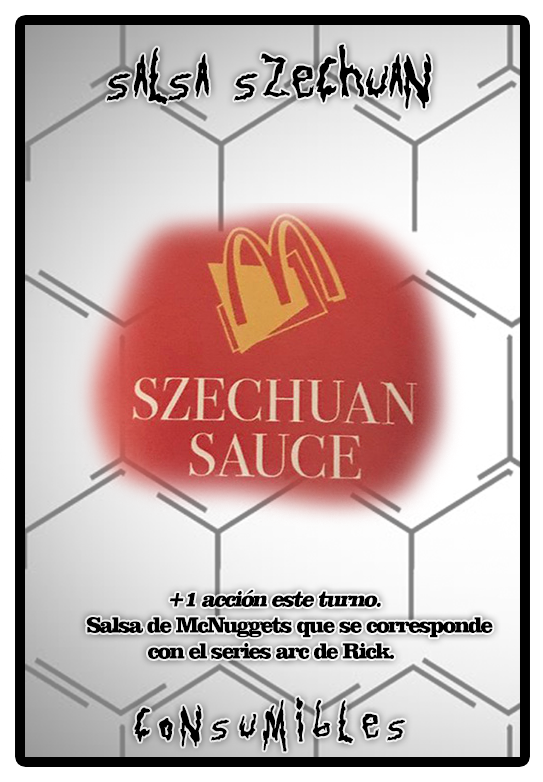 SALSA SZECHUAN
SZECHUAN
SAUCE
+1 acción este turno.
Salsa de McNuggets que se corresponde
con el series arc de Rick.
CONSUMIBLES